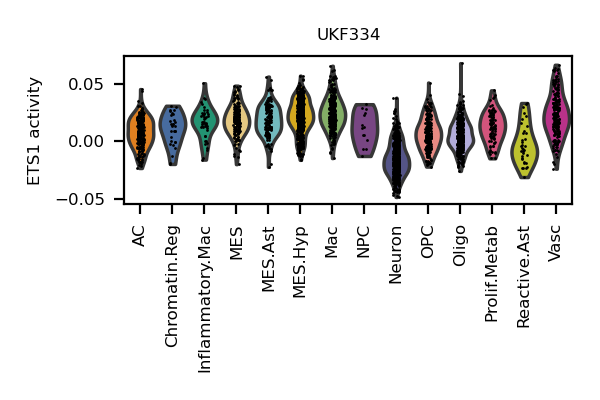 UKF334
ETS1 activity
0.05
0.00
−0.05
AC
Chromatin.Reg
Inflammatory.Mac
MES
MES.Ast
MES.Hyp
Mac
NPC
Neuron
OPC
Oligo
Prolif.Metab
Reactive.Ast
Vasc